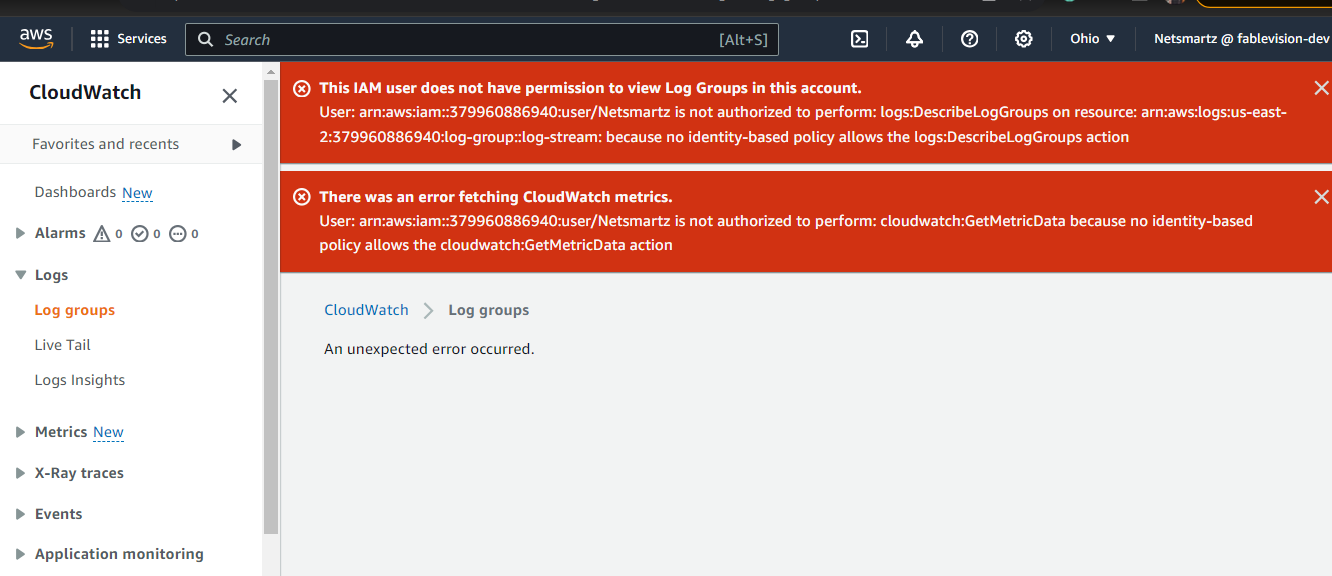 aws
Services
Search
[Alt+S]
Ohio
Netsmartz @ fablevision-dev
CloudWatch
Favorites and recents
Dashboards New
Alarms 0 0 0
Logs
Log groups
Live Tail
Logs Insights
Metrics New
X-Ray traces
Events
Application monitoring
This IAM user does not have permission to view Log Groups in this account.
User: arn:aws:iam::379960886940:user/Netsmartz is not authorized to perform: logs:DescribeLogGroups on resource: arn:aws:logs:us-east-
2:379960886940:log-group::log-stream: because no identity-based policy allows the logs:DescribeLogGroups action
There was an error fetching CloudWatch metrics.
User: arn:aws:iam::379960886940:user/Netsmartz is not authorized to perform: cloudwatch:GetMetricData because no identity-based
policy allows the cloudwatch:GetMetricData action
CloudWatch
Log groups
An unexpected error occurred.